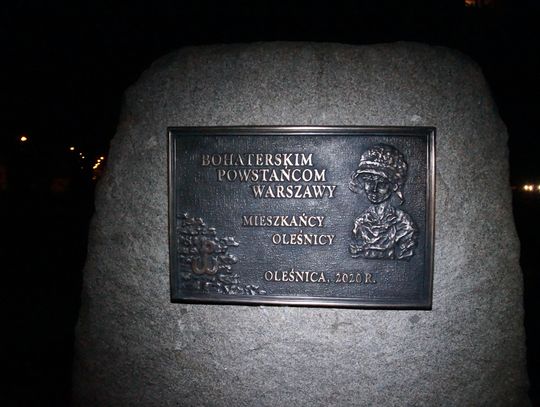 BOHATERSKIM
POWSTAŃCOM
WARSZAWY
MIESZKAŃCY
OLEŚNICY
OLEŚNICA, 2020 R.